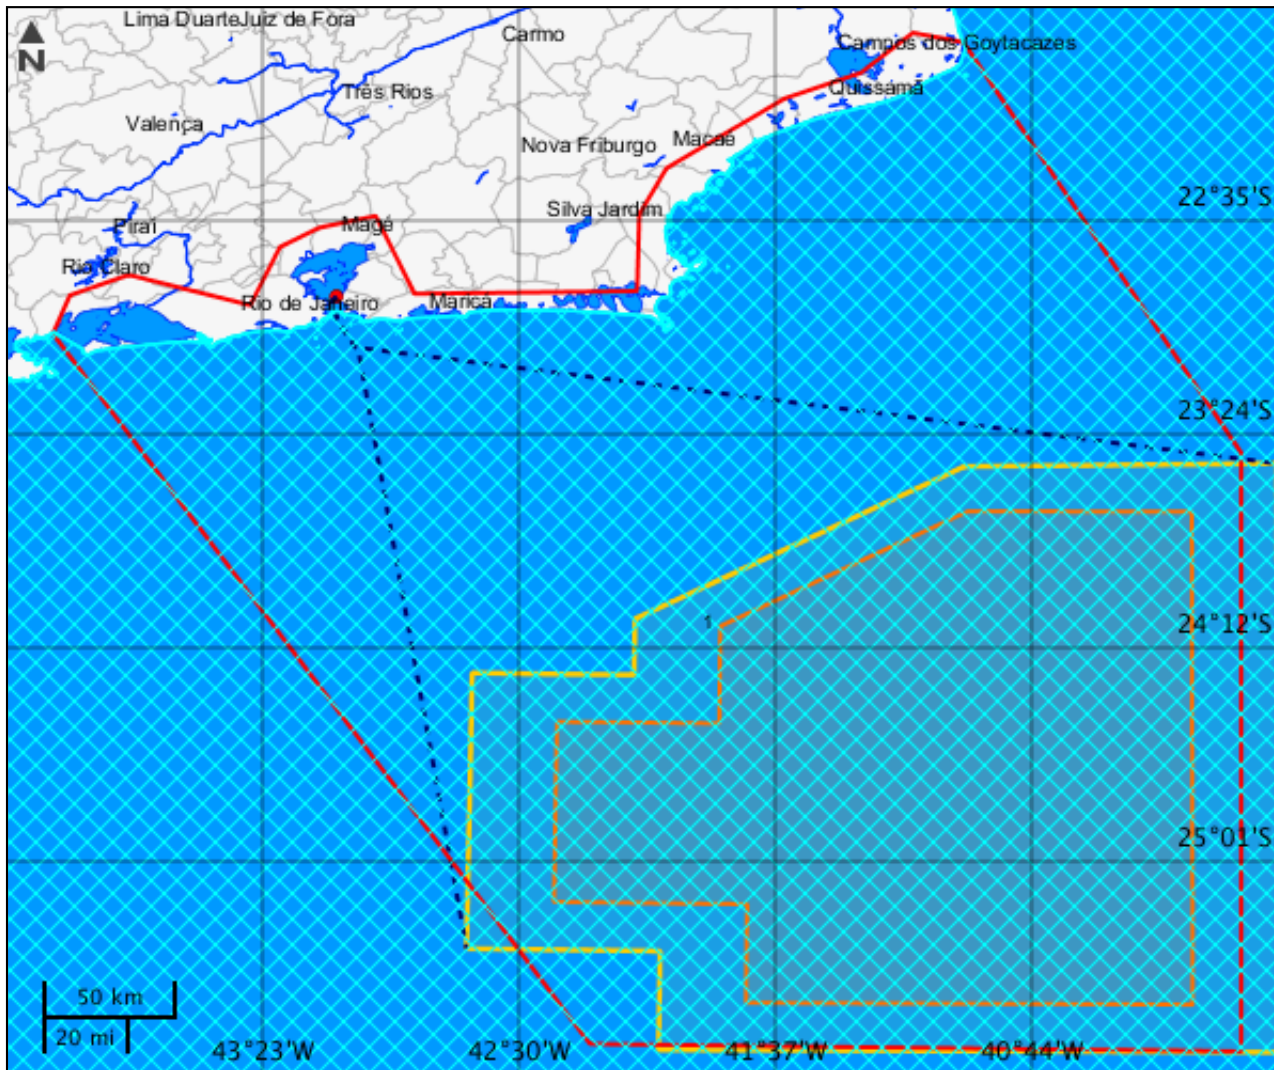 Lima Duarte
Juiz de Fora
Carmo
Campos dos Goytacazes
N
Três Rios
Quissamã
Valença
Macaé
Nova Friburgo
22°35'S
Silva Jardim
Piraí
Magé
Rio Claro
Rio de Janeiro
Maricá
23°24'S
1
24°12'S
25°01'S
50 km
20 mi
43°23'W
42°30'W
41°37'W
40°44'W